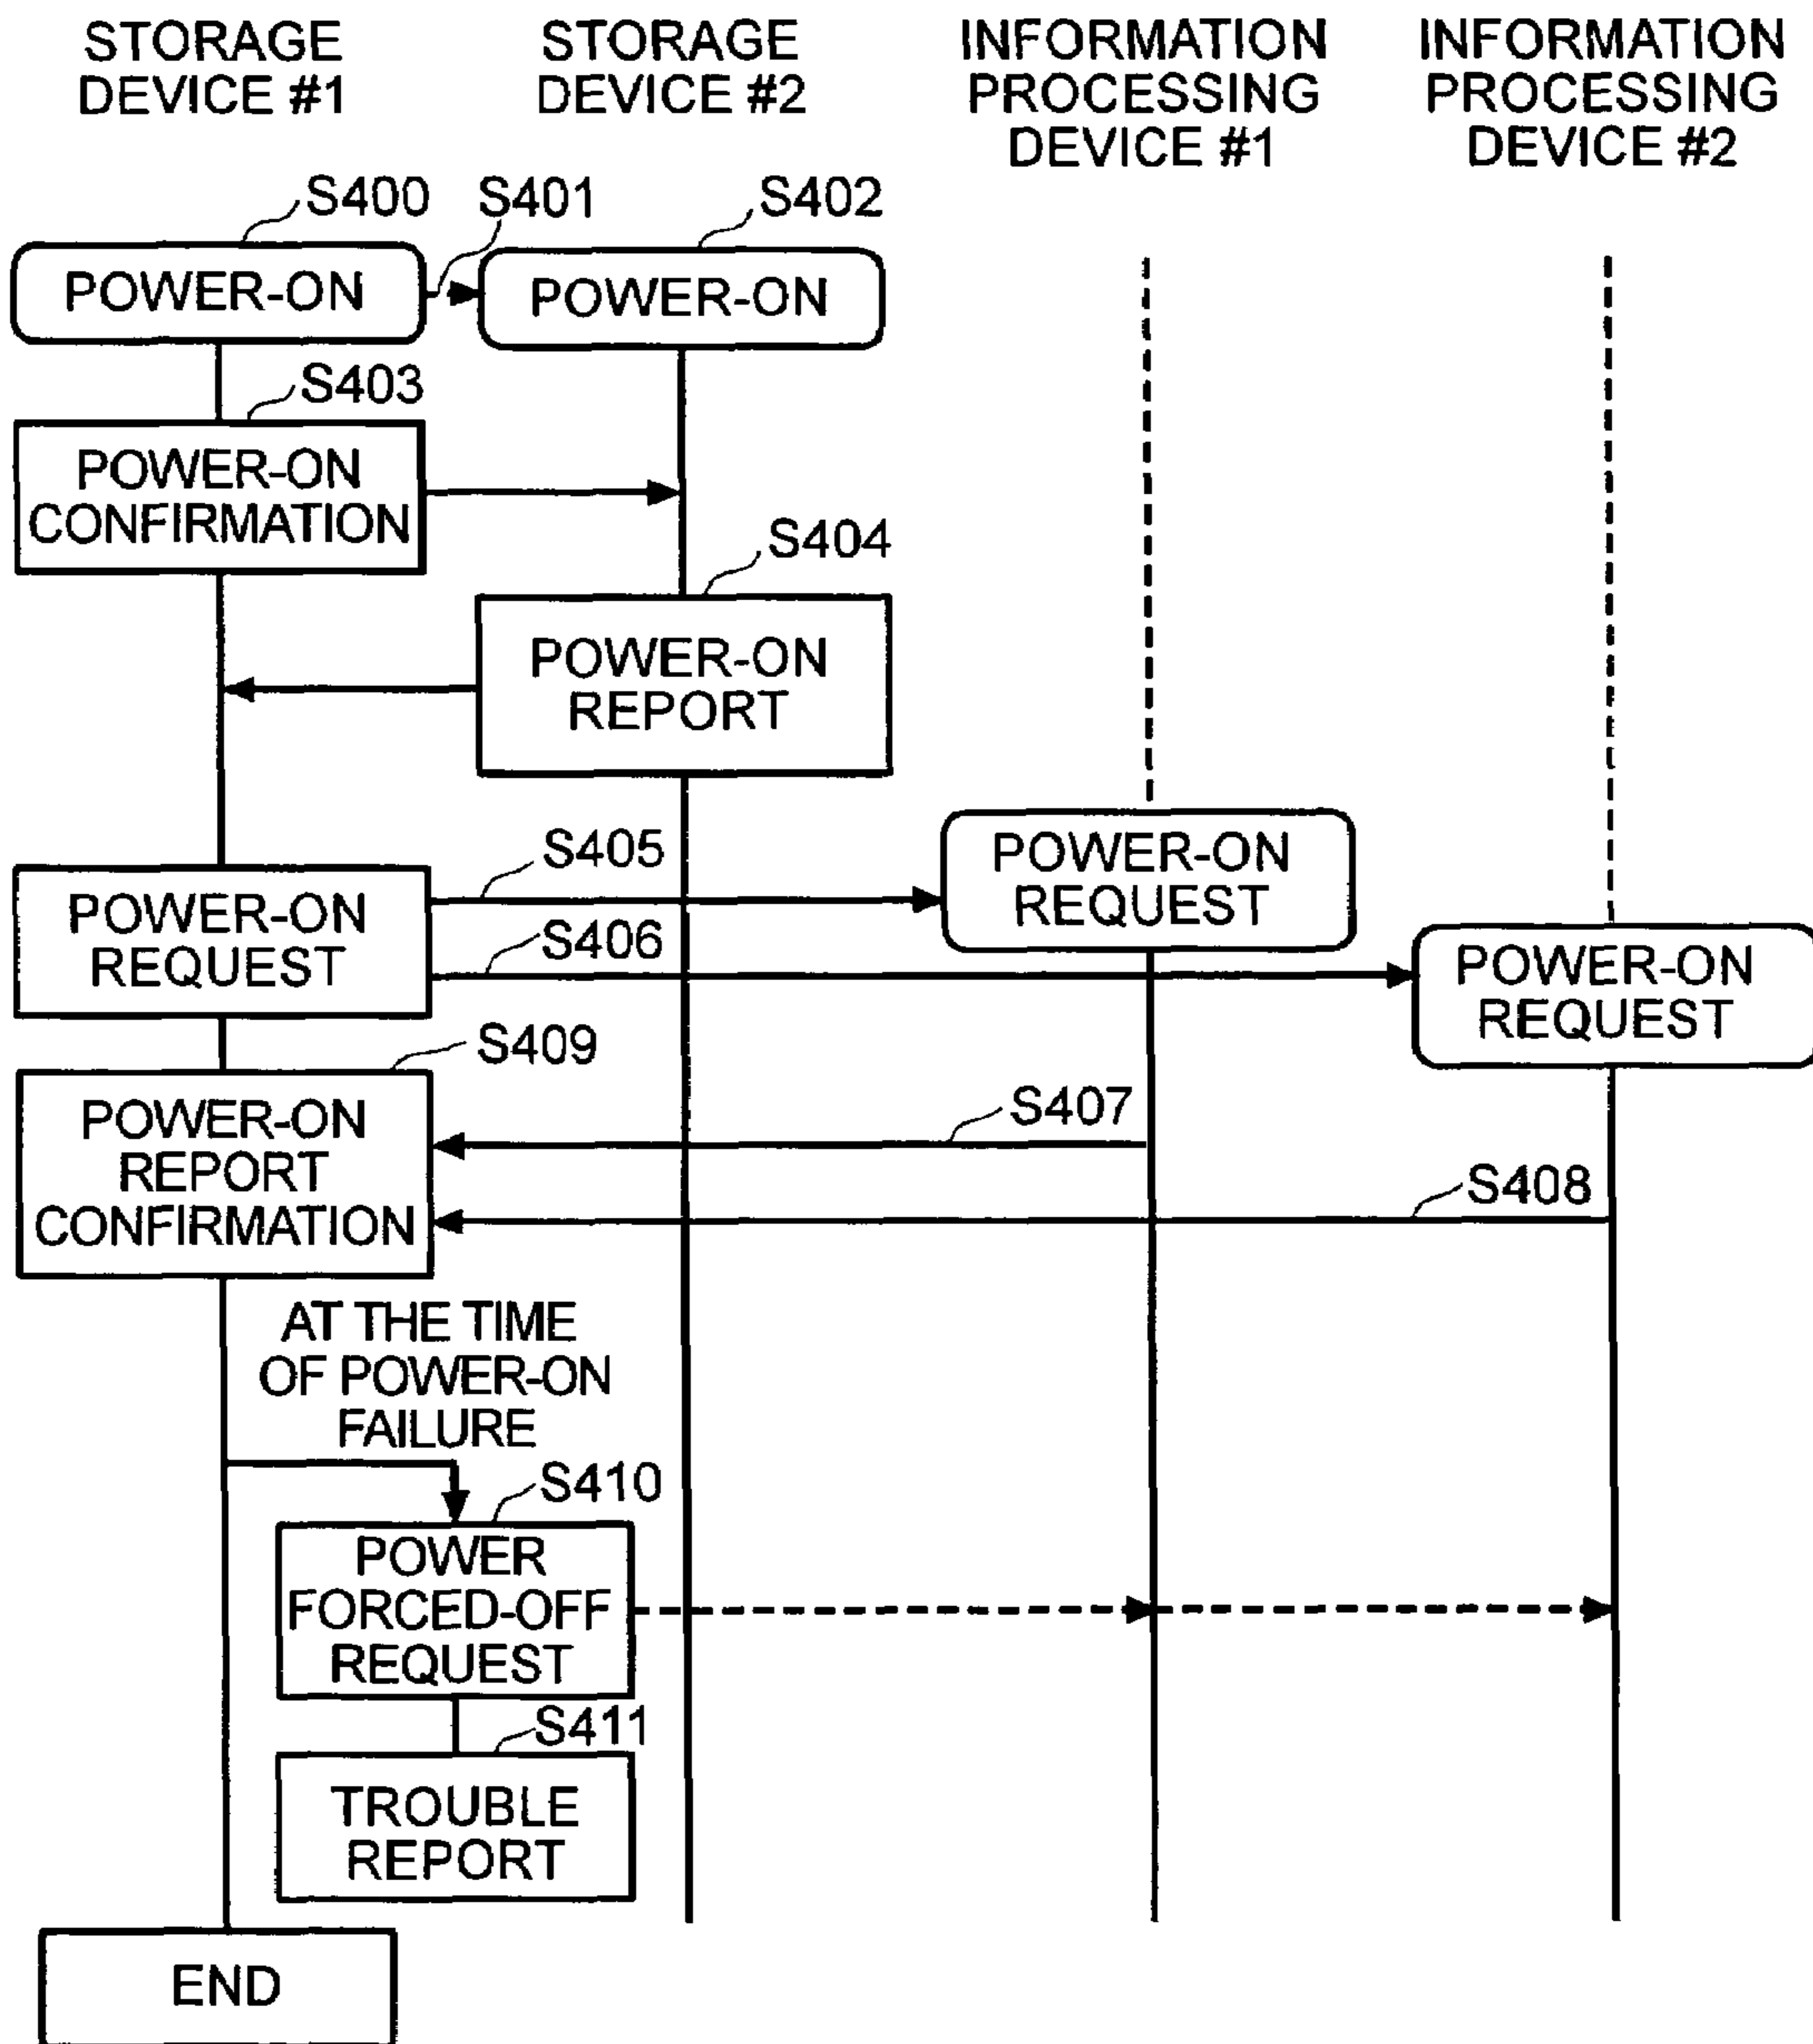 STORAGE
DEVICE #1
STORAGE
DEVICE #2
INFORMATION
PROCESSING
DEVICE #1
INFORMATION
PROCESSING
DEVICE #2
S400
S401
S402
POWER-ON
POWER-ON
S403
POWER-ON
CONFIRMATION
S404
POWER-ON
REPORT
S405
POWER-ON
REQUEST
POWER-ON
REQUEST
S406
POWER-ON
REQUEST
S409
POWER-ON
REPORT
CONFIRMATION
S407
S408
AT THE TIME
OF POWER-ON
FAILURE
S410
POWER
FORCED-OFF
REQUEST
S411
TROUBLE
REPORT
END